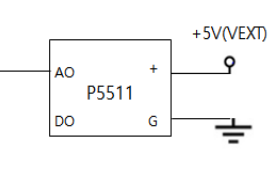 +5V(VEXT)
AO +
P5511
DO G